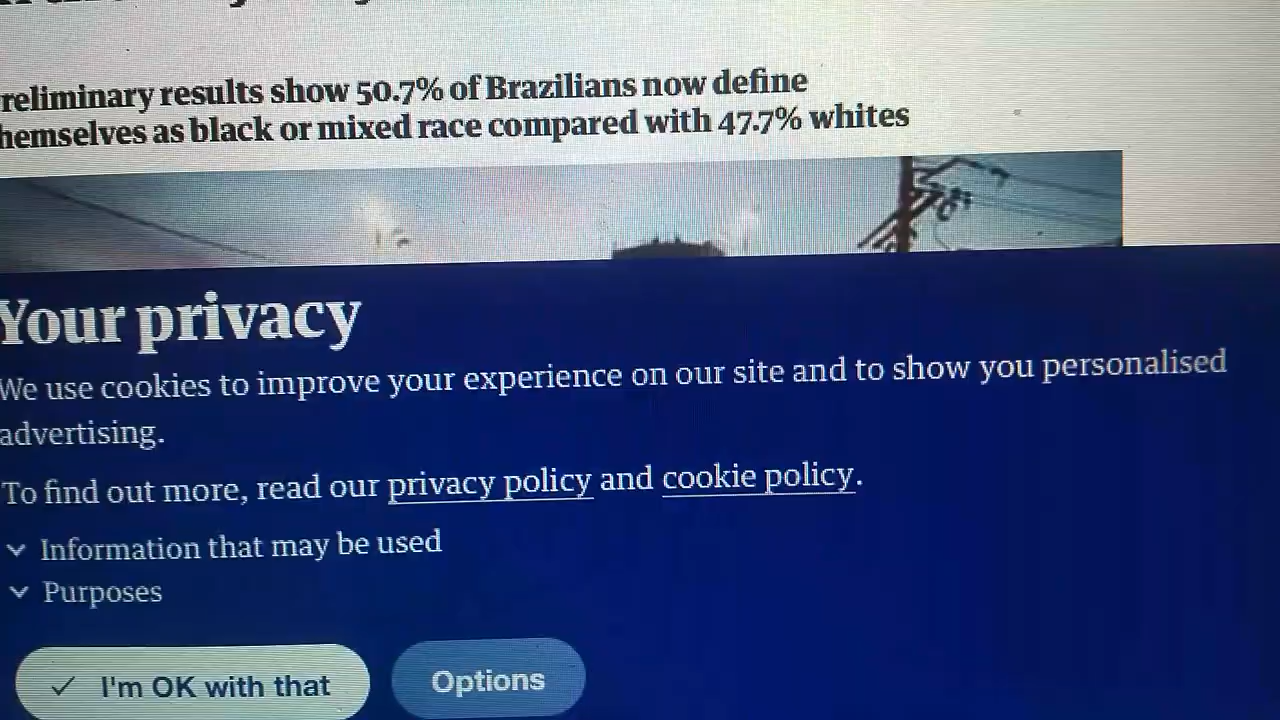 reliminary results show 50.7% of Brazilians now define
hemselves as black or mixed race compared with 47.7% whites
Your privacy
We use cookies to improve your experience on our site and to show you personalised
advertising.
To find out more, read our privacy policy and cookie policy.
Information that may be used
Purposes
I'm OK with that
Options